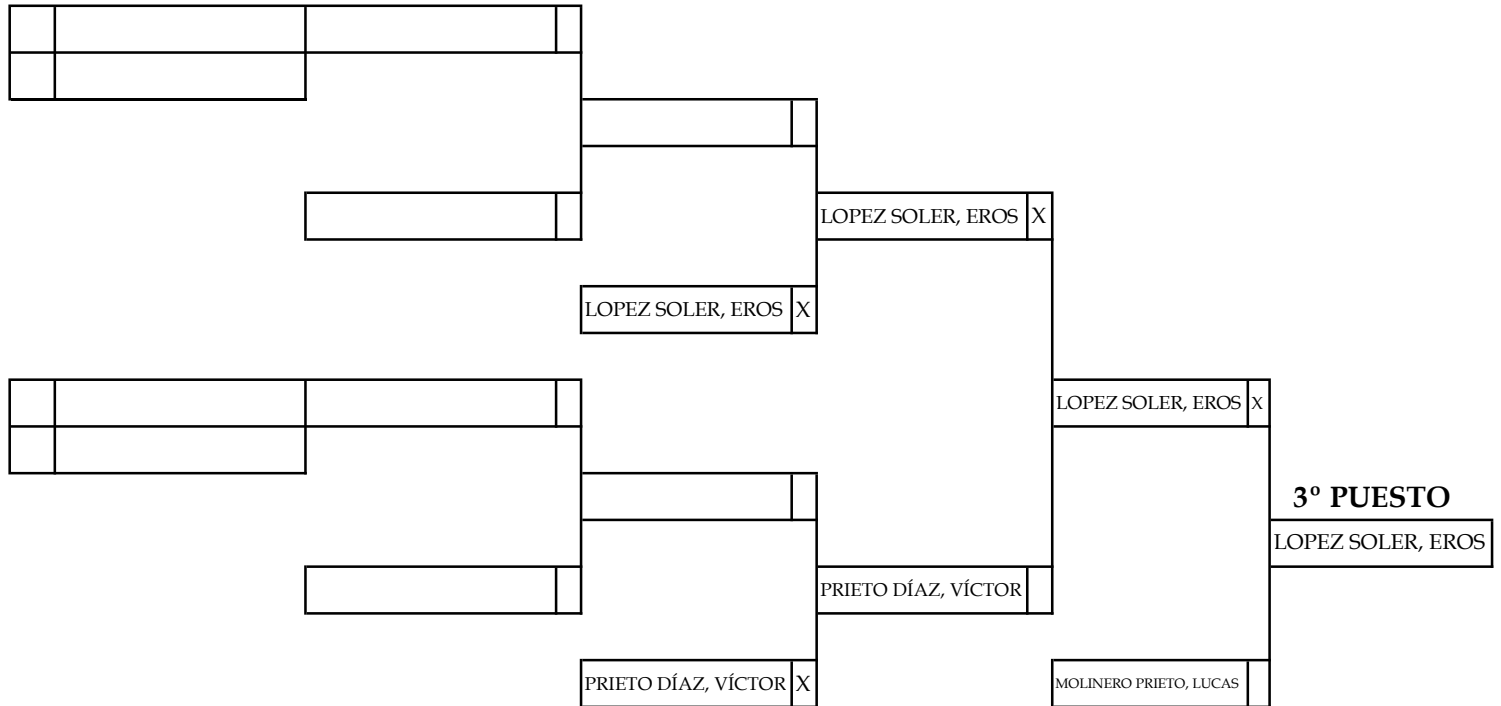 LOPEZ SOLER, EROS X
LOPEZ SOLER, EROS X
LOPEZ SOLER, EROS X
3º PUESTO
LOPEZ SOLER, EROS
PRIETO DÍAZ, VÍCTOR
PRIETO DÍAZ, VÍCTOR X
MOLINERO PRIETO, LUCAS